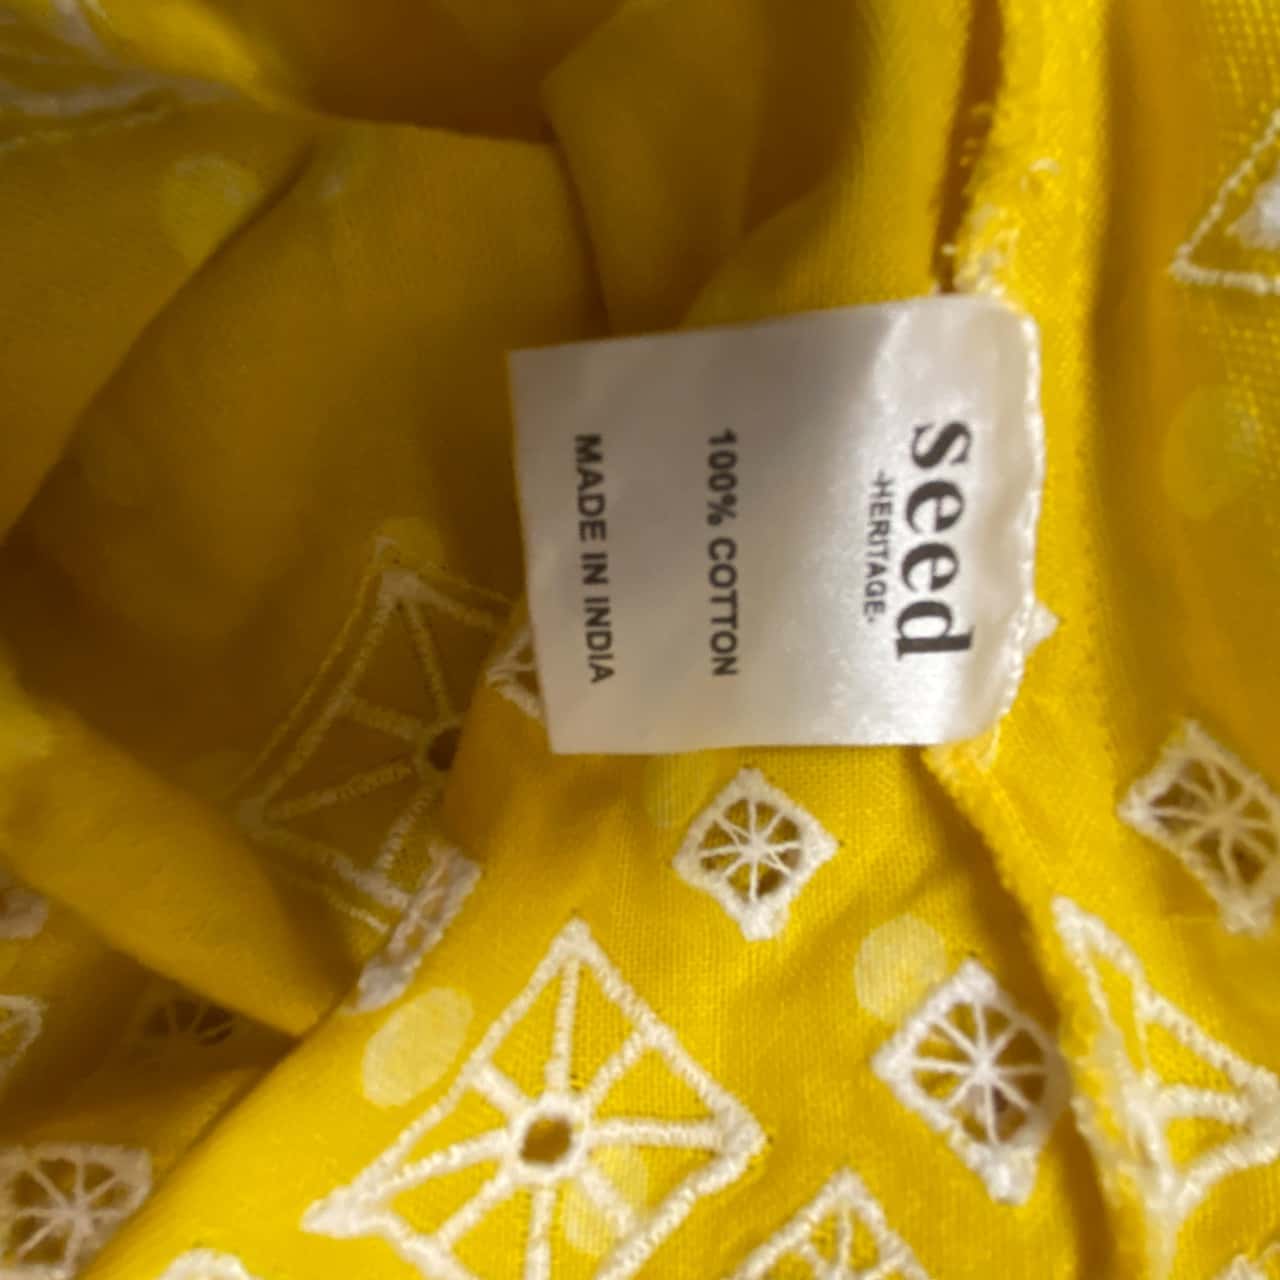 seed
-HERITAGE-
100% COTTON
MADE IN INDIA